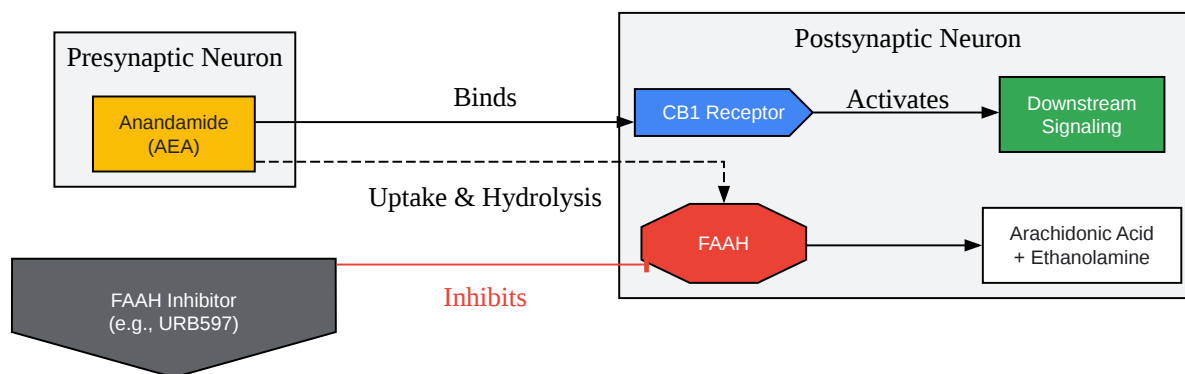 Presynaptic Neuron
Anandamide
(AEA)
Binds
Uptake & Hydrolysis
Postsynaptic Neuron
CB1 Receptor
Activates
Downstream
Signaling
FAAH
Arachidonic Acid
+ Ethanolamine
FAAH Inhibitor
(e.g., URB597)
Inhibits